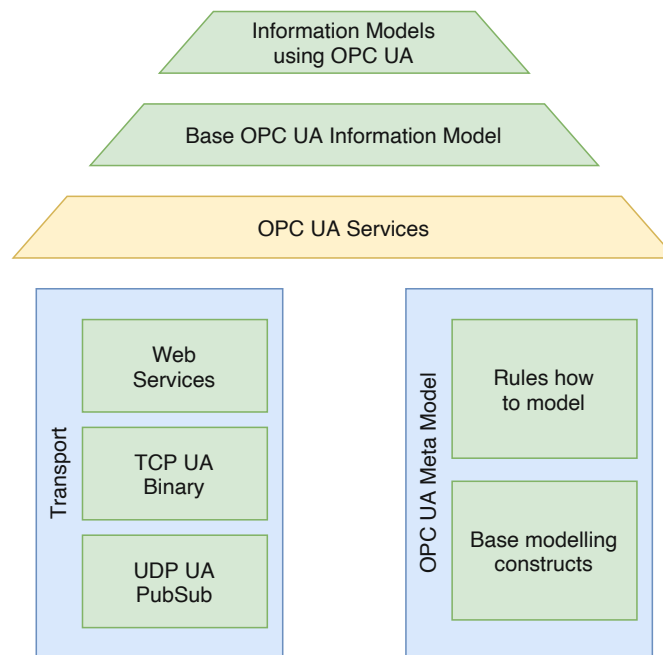 Information Models
using OPC UA
Base OPC UA Information Model
OPC UA Services
Transport
Web
Services
TCP UA
Binary
UDP UA
PubSub
OPC UA Meta Model
Rules how
to model
Base modelling
constructs